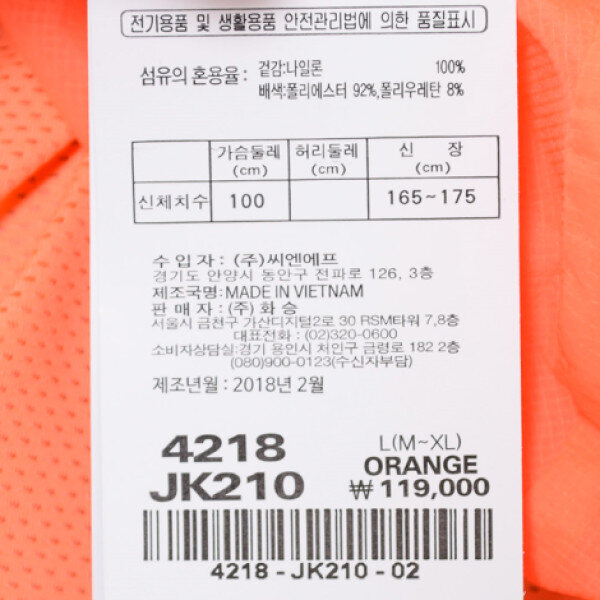 전기용품 및 생활용품 안전관리법에 의한 품질표시
섬유의 혼용율 : 겉감:나일론 100%
배색:폴리에스터 92%,폴리우레탄 8%
가슴둘레 허리둘레 신 장
(cm) (cm) (cm)
신체치수 100 165~175
수 입 자 : (주)씨엔에프
경기도 안양시 동안구 전파로 126, 3층
제조국명: MADE IN VIETNAM
판 매 자 : (주) 화 승
서울시 금천구 가산디지털2로 30 RSM타워 7,8층
대표전화 : (02)320-0600
소비자상담실:경기 용인시 처인구 금령로 182 2층
(080)900-0123(수신자부담)
제조년월 : 2018년 2월
4218 L(M~XL)
JK210 ORANGE
₩ 119,000
4218 - JK210 - 02